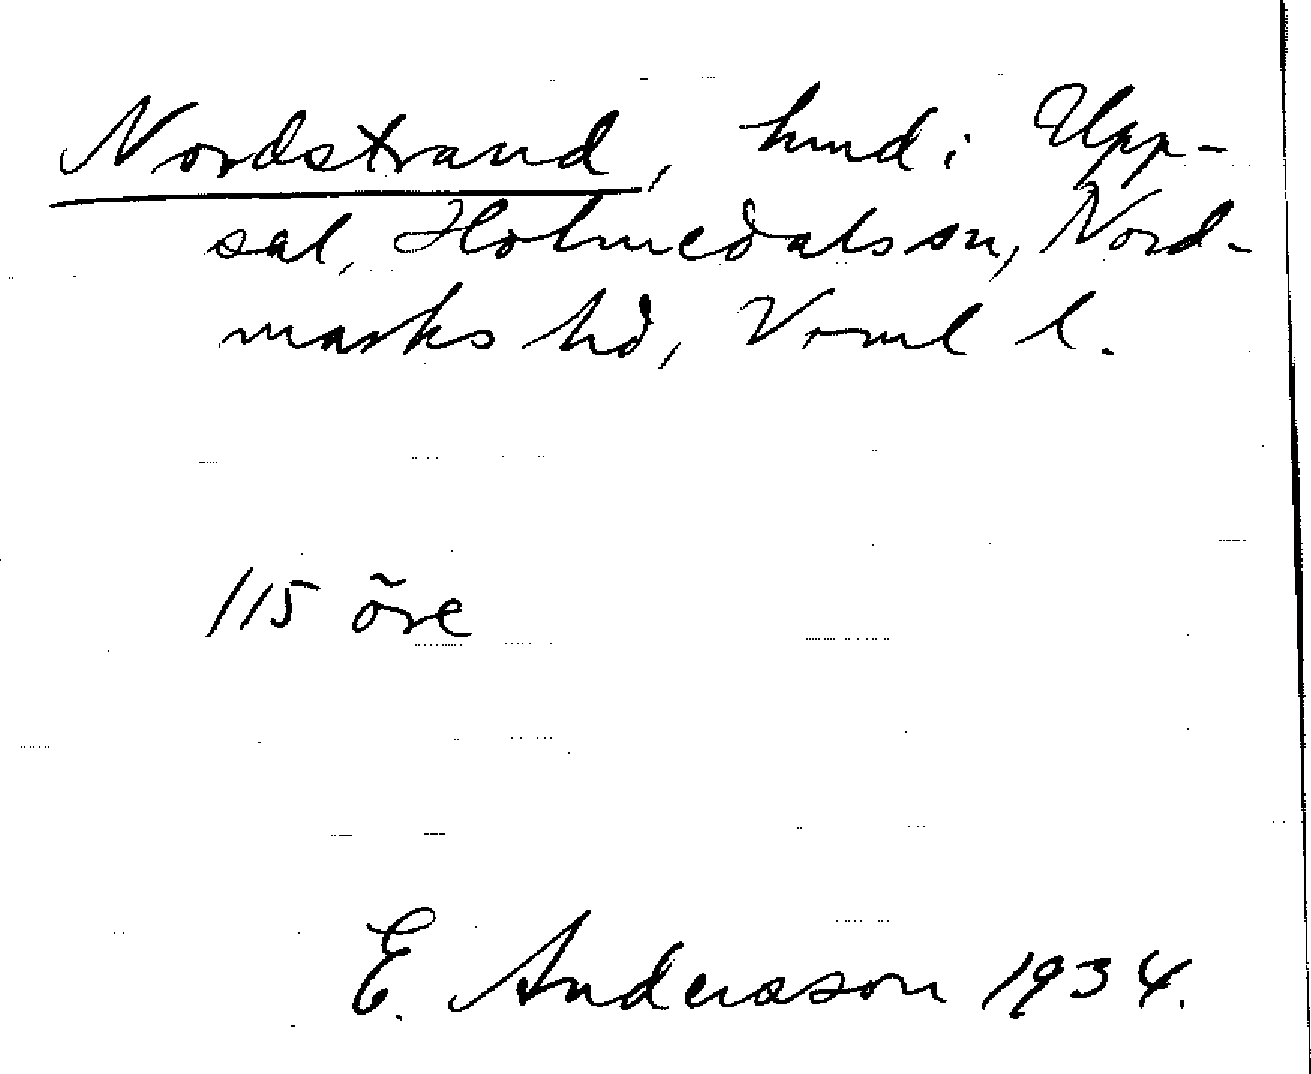 Nordstrand, hmd i Upp-
sal, Holmedals sn, Nord-
marks hd, Vrml l.
115 öre
E. Andersson 1934.